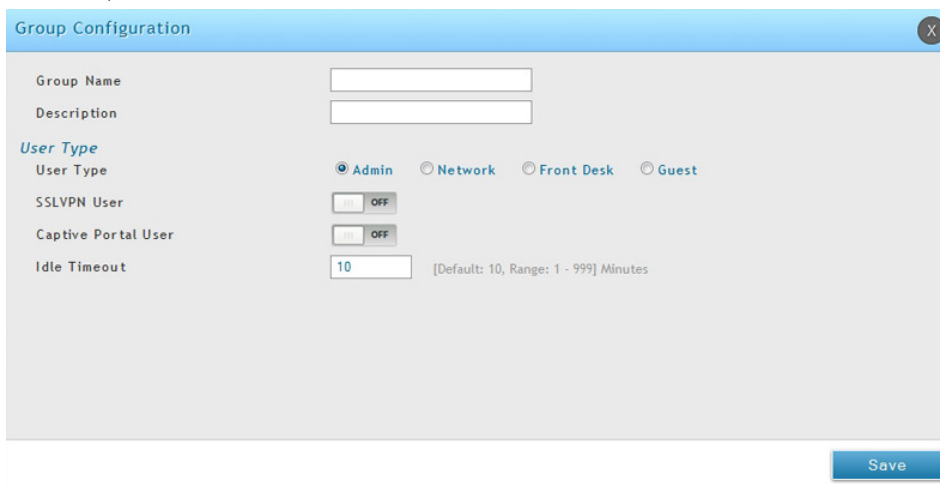 Group Configuration X
Group Name
Description
User Type
User Type Admin Network Front Desk Guest
SSLVPN User OFF
Captive Portal User OFF
Idle Timeout 10 [Default: 10, Range: 1 - 999] Minutes
Save